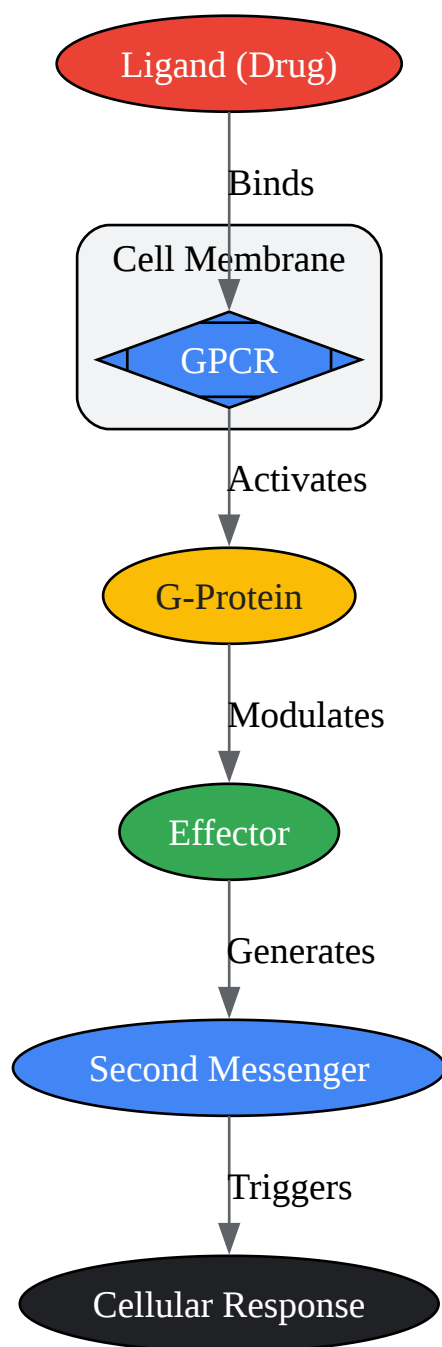 Ligand (Drug)
Binds
Cell Membrane
GPCR
Activates
G-Protein
Modulates
Effector
Generates
Second Messenger
Triggers
Cellular Response